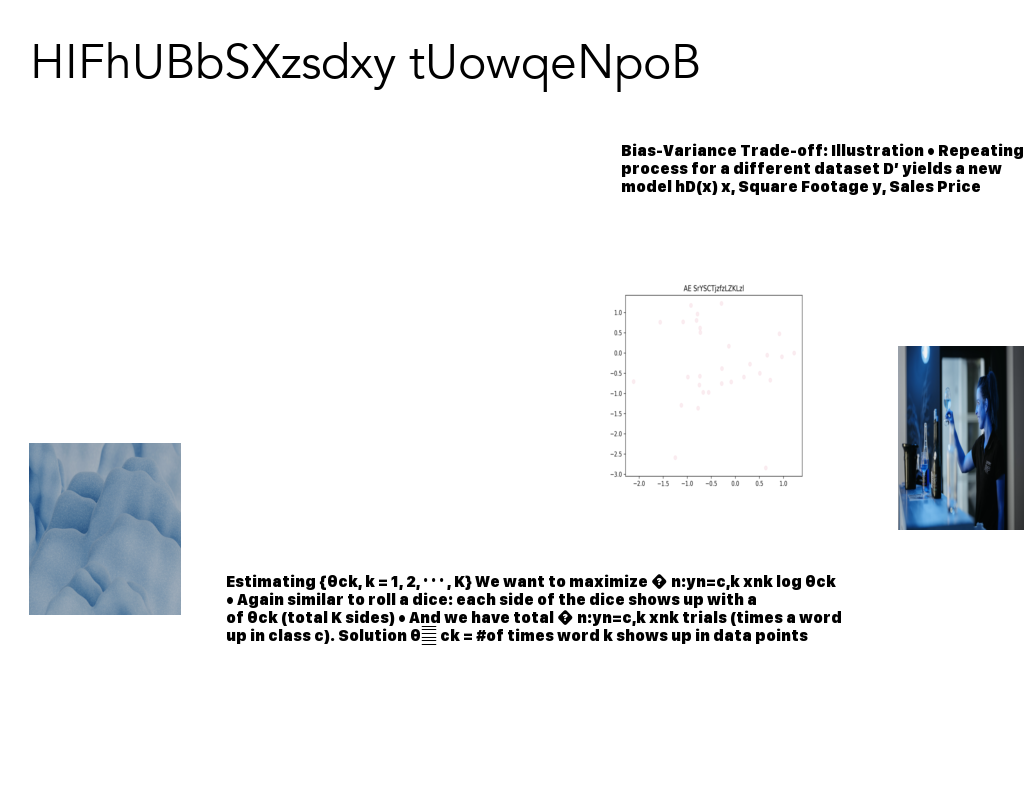 HIFhUBbSXzsdxy tUowqeNpoB
Bias-Variance Trade-off: Illustration • Repeating
process for a different dataset D’ yields a new
model hD(x) x, Square Footage y, Sales Price
AE SrYSCTjzfzLZKLzl
1.0
0.5
0.0
−0.5
−1.0
−1.5
−2.0
−2.5
−3.0
−2.0 −1.5 −1.0 −0.5 0.0 0.5 1.0
Estimating {θck, k = 1, 2, · · · , K} We want to maximize � n:yn=c,k xnk log θck
• Again similar to roll a dice: each side of the dice shows up with a
of θck (total K sides) • And we have total � n:yn=c,k xnk trials (times a word
up in class c). Solution θ ck = #of times word k shows up in data points